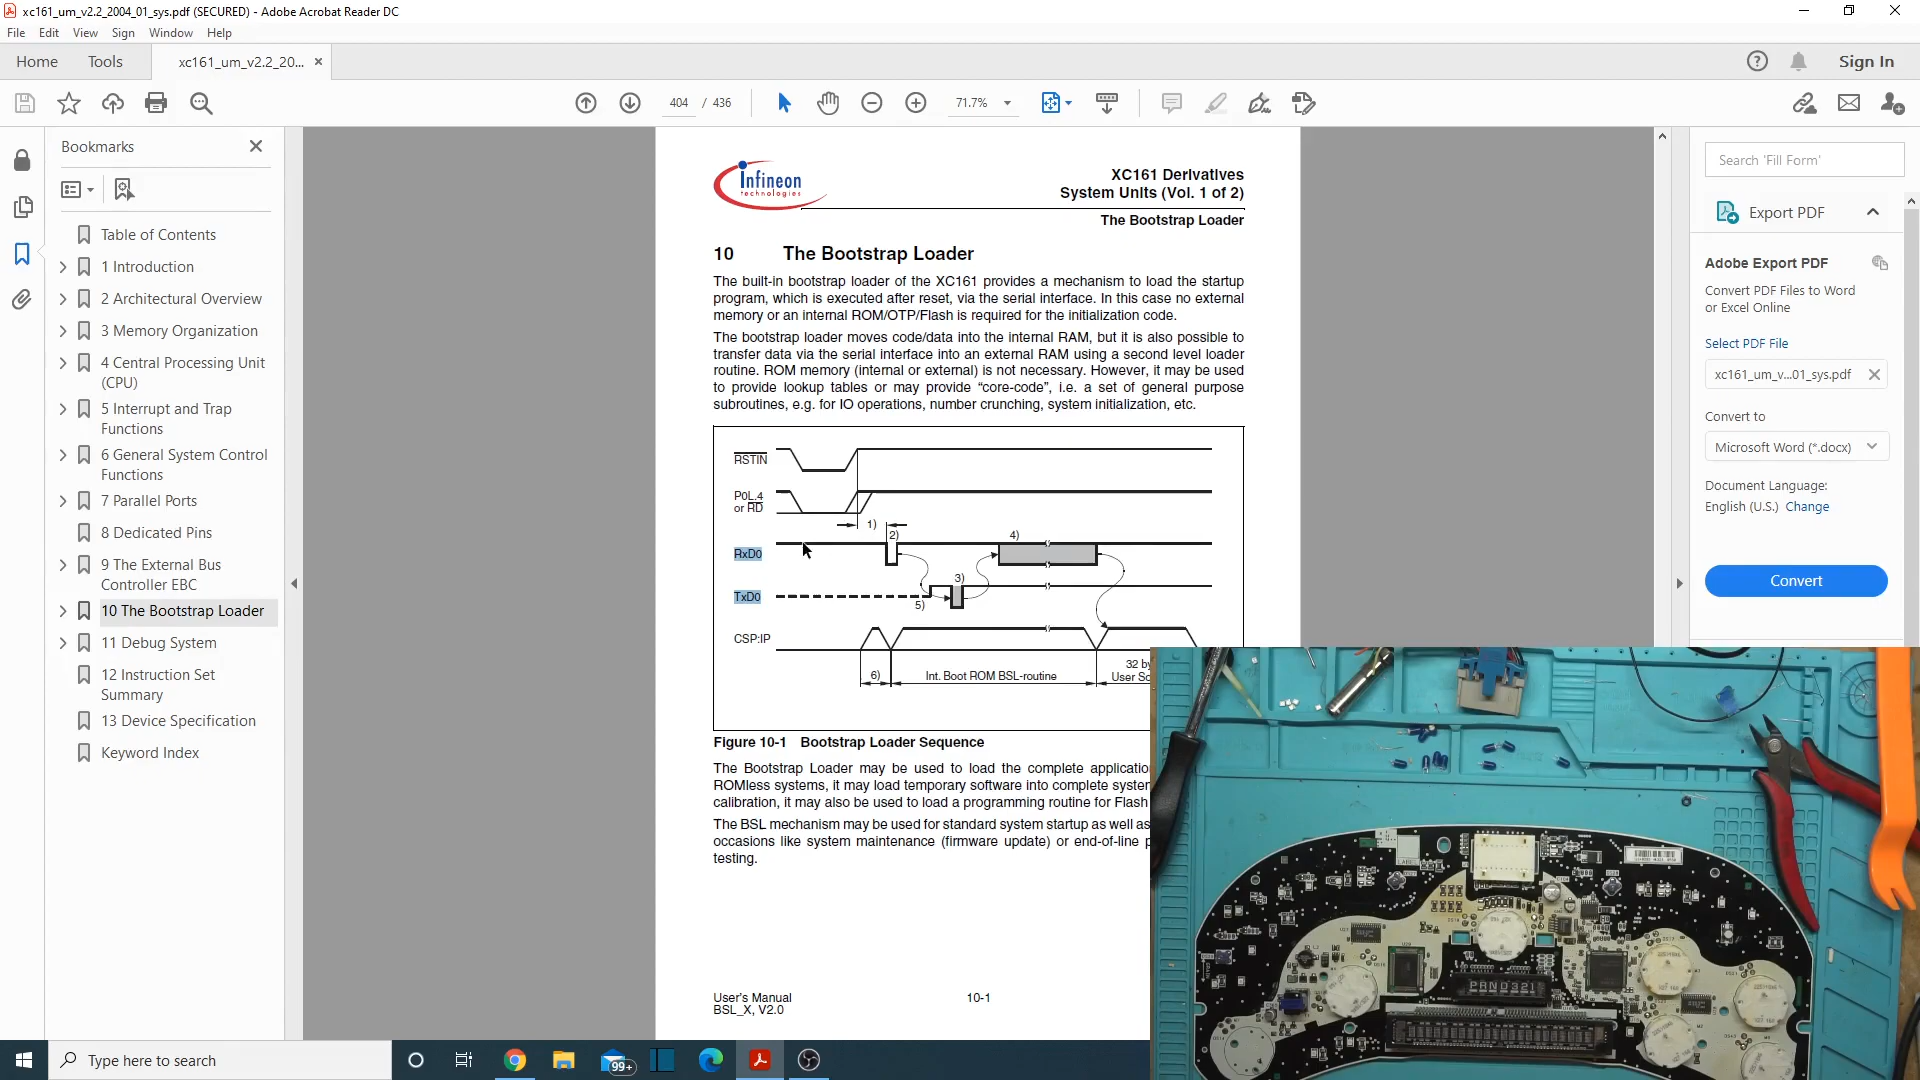 xc161_um_v2.2_2004_01_sys.pdf (SECURED) - Adobe Acrobat Reader DC
File Edit View Sign Window Help
Home Tools xc161_um_v2.2_20... × Sign In
404 / 436 71.7%
Bookmarks
Table of Contents
1 Introduction
2 Architectural Overview
3 Memory Organization
4 Central Processing Unit
(CPU)
5 Interrupt and Trap
Functions
6 General System Control
Functions
7 Parallel Ports
8 Dedicated Pins
9 The External Bus
Controller EBC
10 The Bootstrap Loader
11 Debug System
12 Instruction Set
Summary
13 Device Specification
Keyword Index
Infineon
technologies
XC161 Derivatives
System Units (Vol. 1 of 2)
The Bootstrap Loader
10 The Bootstrap Loader
The built-in bootstrap loader of the XC161 provides a mechanism to load the startup
program, which is executed after reset, via the serial interface. In this case no external
memory or an internal ROM/OTP/Flash is required for the initialization code.
The bootstrap loader moves code/data into the internal RAM, but it is also possible to
transfer data via the serial interface into an external RAM using a second level loader
routine. ROM memory (internal or external) is not necessary. However, it may be used
to provide lookup tables or may provide “core-code”, i.e. a set of general purpose
subroutines, e.g. for IO operations, number crunching, system initialization, etc.
RSTIN
P0L.4
or RD
1)
2)
4)
RxD0
3)
TxD0
5)
CSP:IP
6) Int. Boot ROM BSL-routine
32 by
User So
Figure 10-1 Bootstrap Loader Sequence
The Bootstrap Loader may be used to load the complete application
ROMless systems, it may load temporary software into complete system
calibration, it may also be used to load a programming routine for Flash
The BSL mechanism may be used for standard system startup as well as
occasions like system maintenance (firmware update) or end-of-line p
testing.
User's Manual 10-1
BSL_X, V2.0
Search 'Fill Form'
Export PDF
Adobe Export PDF
Convert PDF Files to Word
or Excel Online
Select PDF File
xc161_um_v...01_sys.pdf
Convert to
Microsoft Word (*.docx)
Document Language:
English (U.S.) Change
Convert
LABEL
PRND321
Type here to search
99+